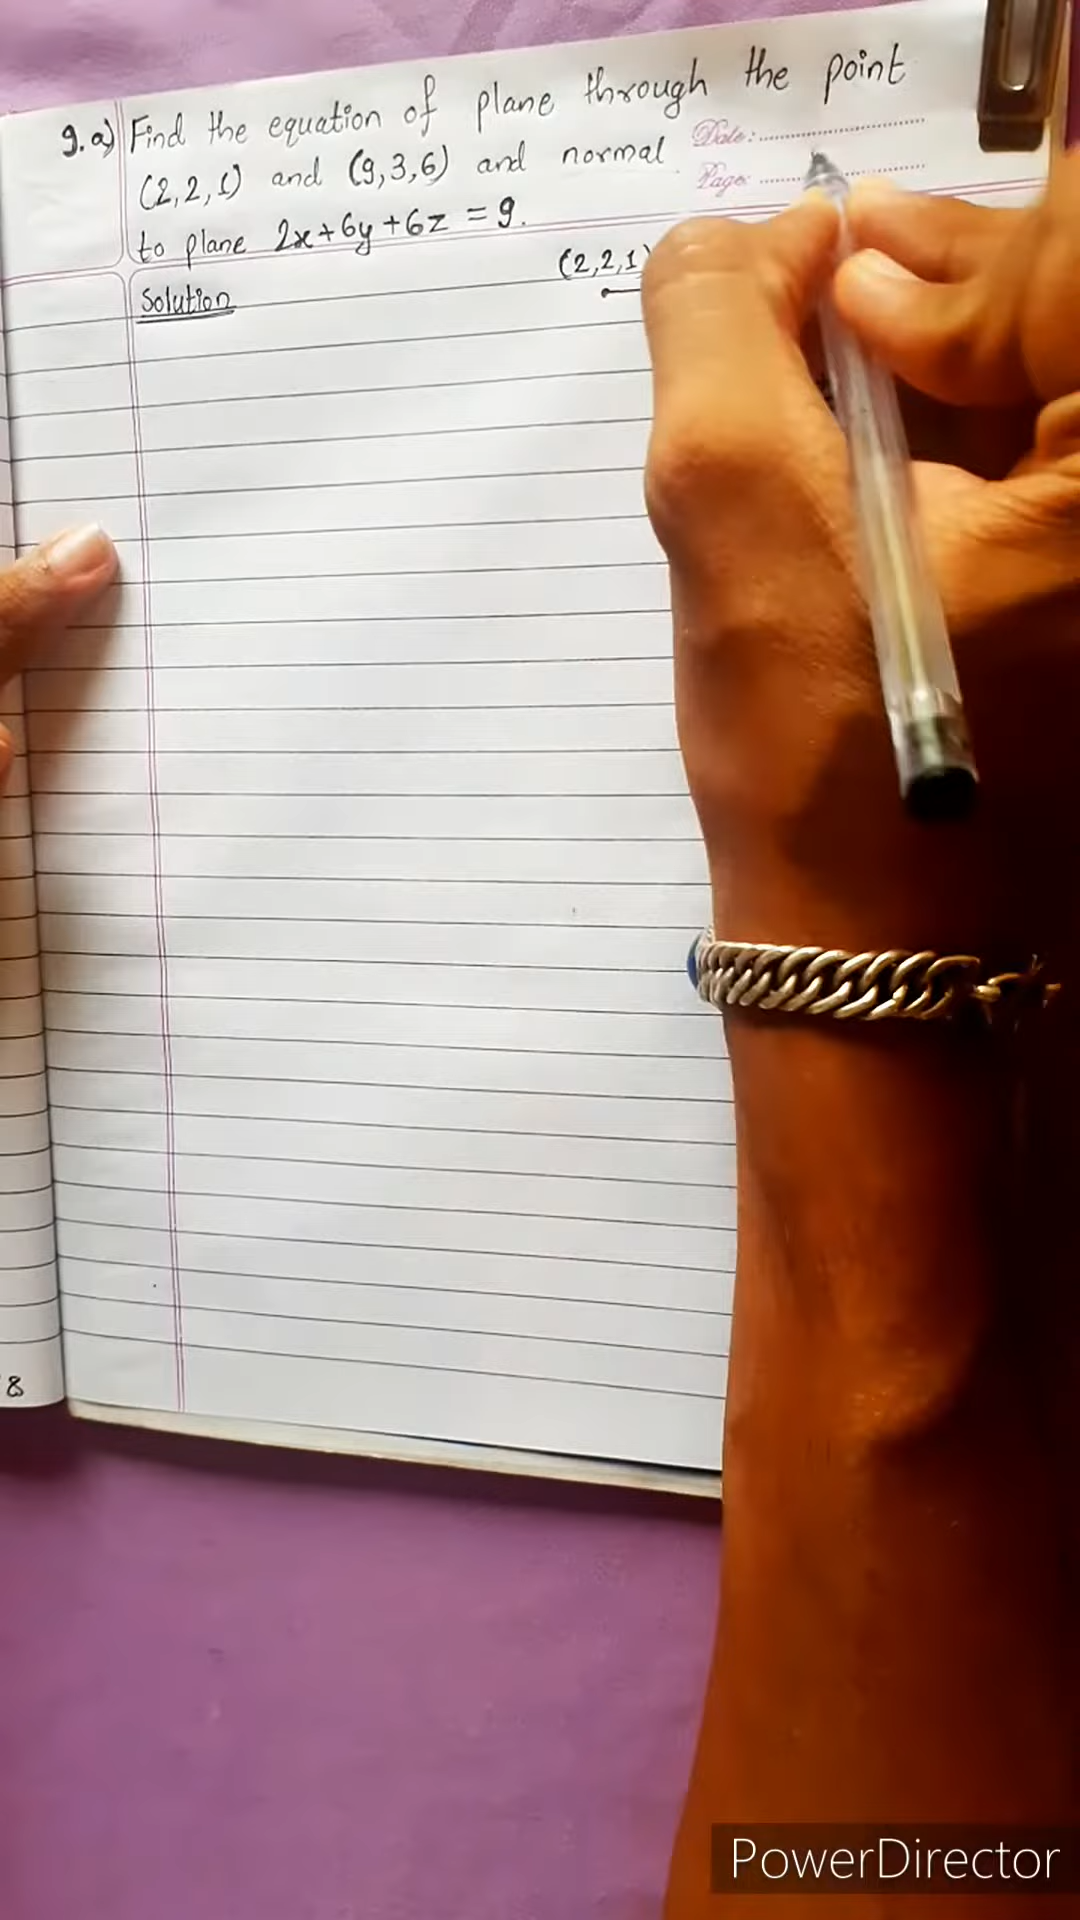 9. a) Find the equation of plane through the point
(2,2,1) and (9,3,6) and normal
Date:
Page:
to plane 2x+6y+6z = 9.
(2,2,1)
Solution
8
PowerDirector